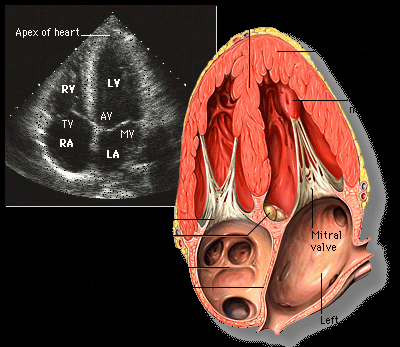 Apex of heart
RV
LV
TV
AV
MV
RA
LA
Mitral
valve
Left